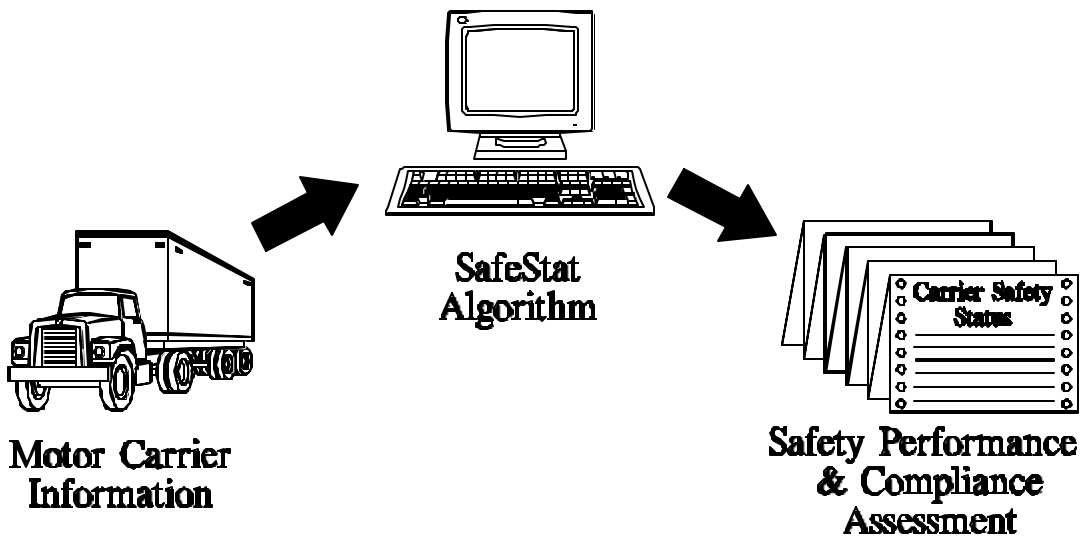 SafeStat
Algorithm
Carrier Safety
Status
Motor Carrier
Information
Safety Performance
& Compliance
Assessment